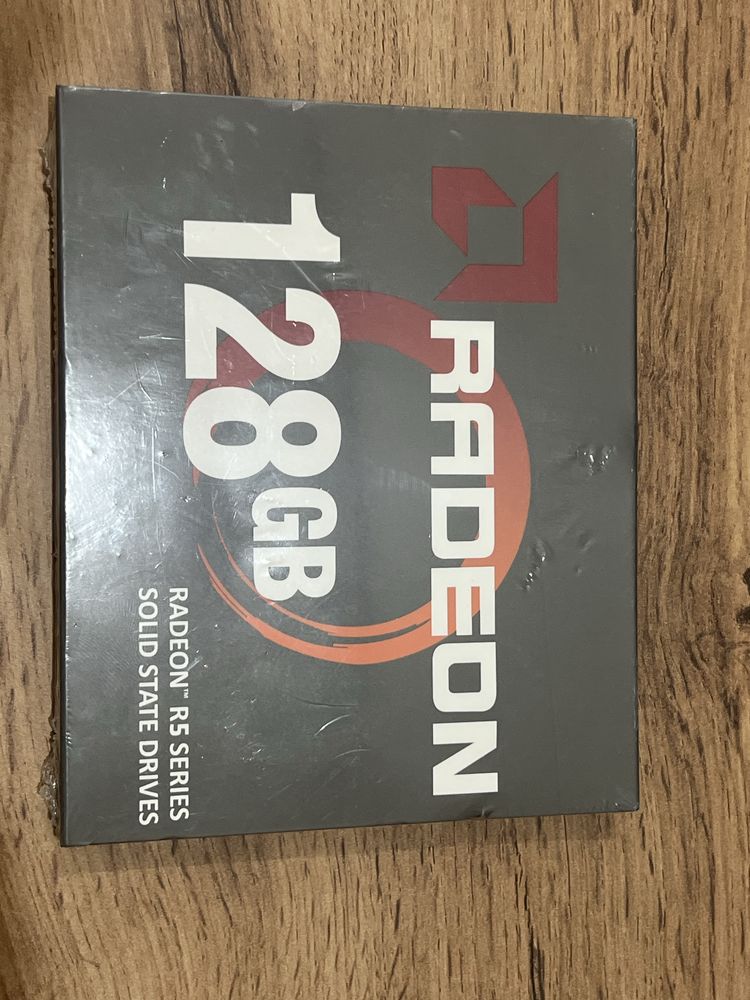 RADEON
128GB
RADEON™ R5 SERIES
SOLID STATE DRIVES